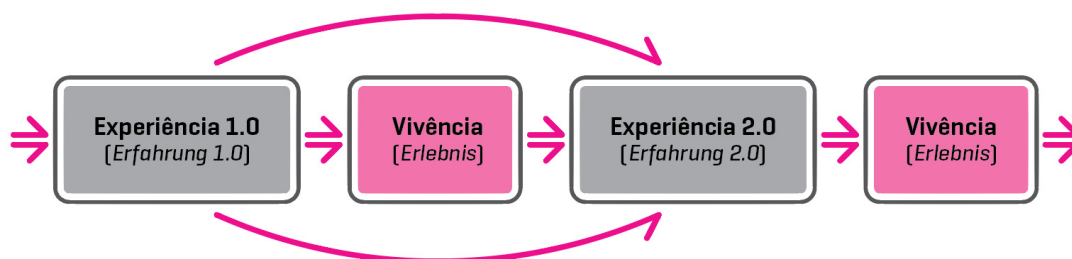 Experiência 1.0
(Erfahrung 1.0)
Vivência
(Erlebnis)
Experiência 2.0
(Erfahrung 2.0)
Vivência
(Erlebnis)